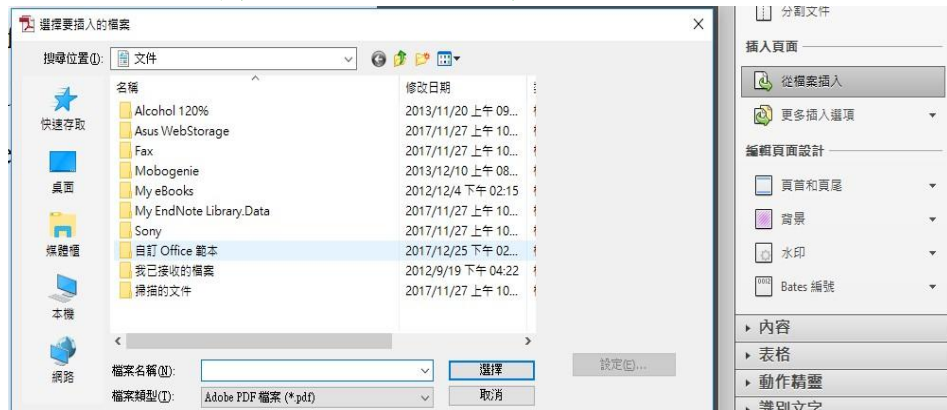 選擇要插入的檔案
搜尋位置(I): 文件
名稱 修改日期
Alcohol 120% 2013/11/20 上午 09...
Asus WebStorage 2017/11/27 上午 10...
Fax 2017/11/27 上午 10...
Mobogenie 2013/12/10 上午 08...
My eBooks 2012/12/4 下午 02:15
My EndNote Library.Data 2017/11/27 上午 10...
Sony 2017/11/27 上午 10...
自訂 Office 範本 2017/12/25 下午 02...
我已接收的檔案 2012/9/19 下午 04:22
掃描的文件 2017/11/27 上午 10...
快速存取
桌面
媒體櫃
本機
網路
檔案名稱(N): 選擇
檔案類型(T): Adobe PDF 檔案 (*.pdf) 取消
設定(E)...
分割文件
插入頁面
從檔案插入
更多插入選項
編輯頁面設計
頁首和頁尾
背景
水印
Bates 編號
內容
表格
動作精靈
識別文字